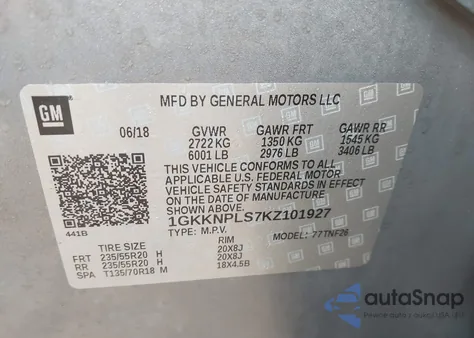 GM
MFD BY GENERAL MOTORS LLC
06/18 GVWR GAWR FRT GAWR RR
2722 KG 1350 KG 1545 KG
6001 LB 2976 LB 3406 LB
THIS VEHICLE CONFORMS TO ALL
APPLICABLE U.S. FEDERAL MOTOR
VEHICLE SAFETY STANDARDS IN EFFECT
ON THE DATE OF MANUFACTURE
SHOWN ABOVE.
1GKKNPLS7KZ101927
441B
TYPE: M.P.V. MODEL: 77TNF26
TIRE SIZE RIM
FRT 235/55R20 H 20X8J
RR 235/55R20 H 20X8J
SPA T135/70R18 M 18X4.5B
autoSnap